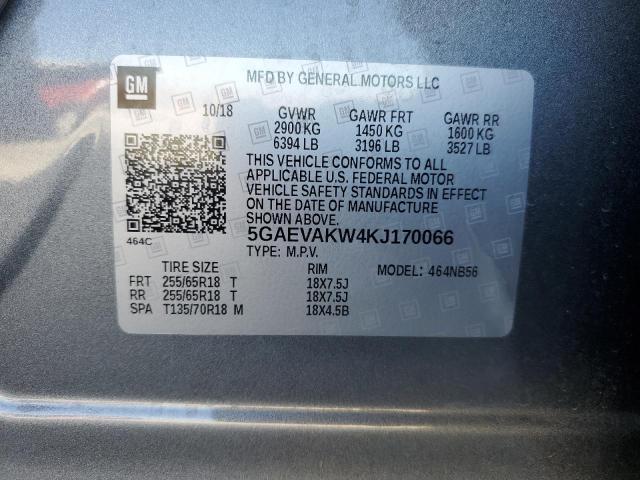 GM
MFD BY GENERAL MOTORS LLC
10/18 GVWR GAWR FRT GAWR RR
2900 KG 1450 KG 1600 KG
6394 LB 3196 LB 3527 LB
THIS VEHICLE CONFORMS TO ALL
APPLICABLE U.S. FEDERAL MOTOR
VEHICLE SAFETY STANDARDS IN EFFECT
ON THE DATE OF MANUFACTURE
SHOWN ABOVE.
464C
5GAEVAKW4KJ170066
TYPE: M.P.V.
TIRE SIZE RIM MODEL: 464NB56
FRT 255/65R18 T 18X7.5J
RR 255/65R18 T 18X7.5J
SPA T135/70R18 M 18X4.5B